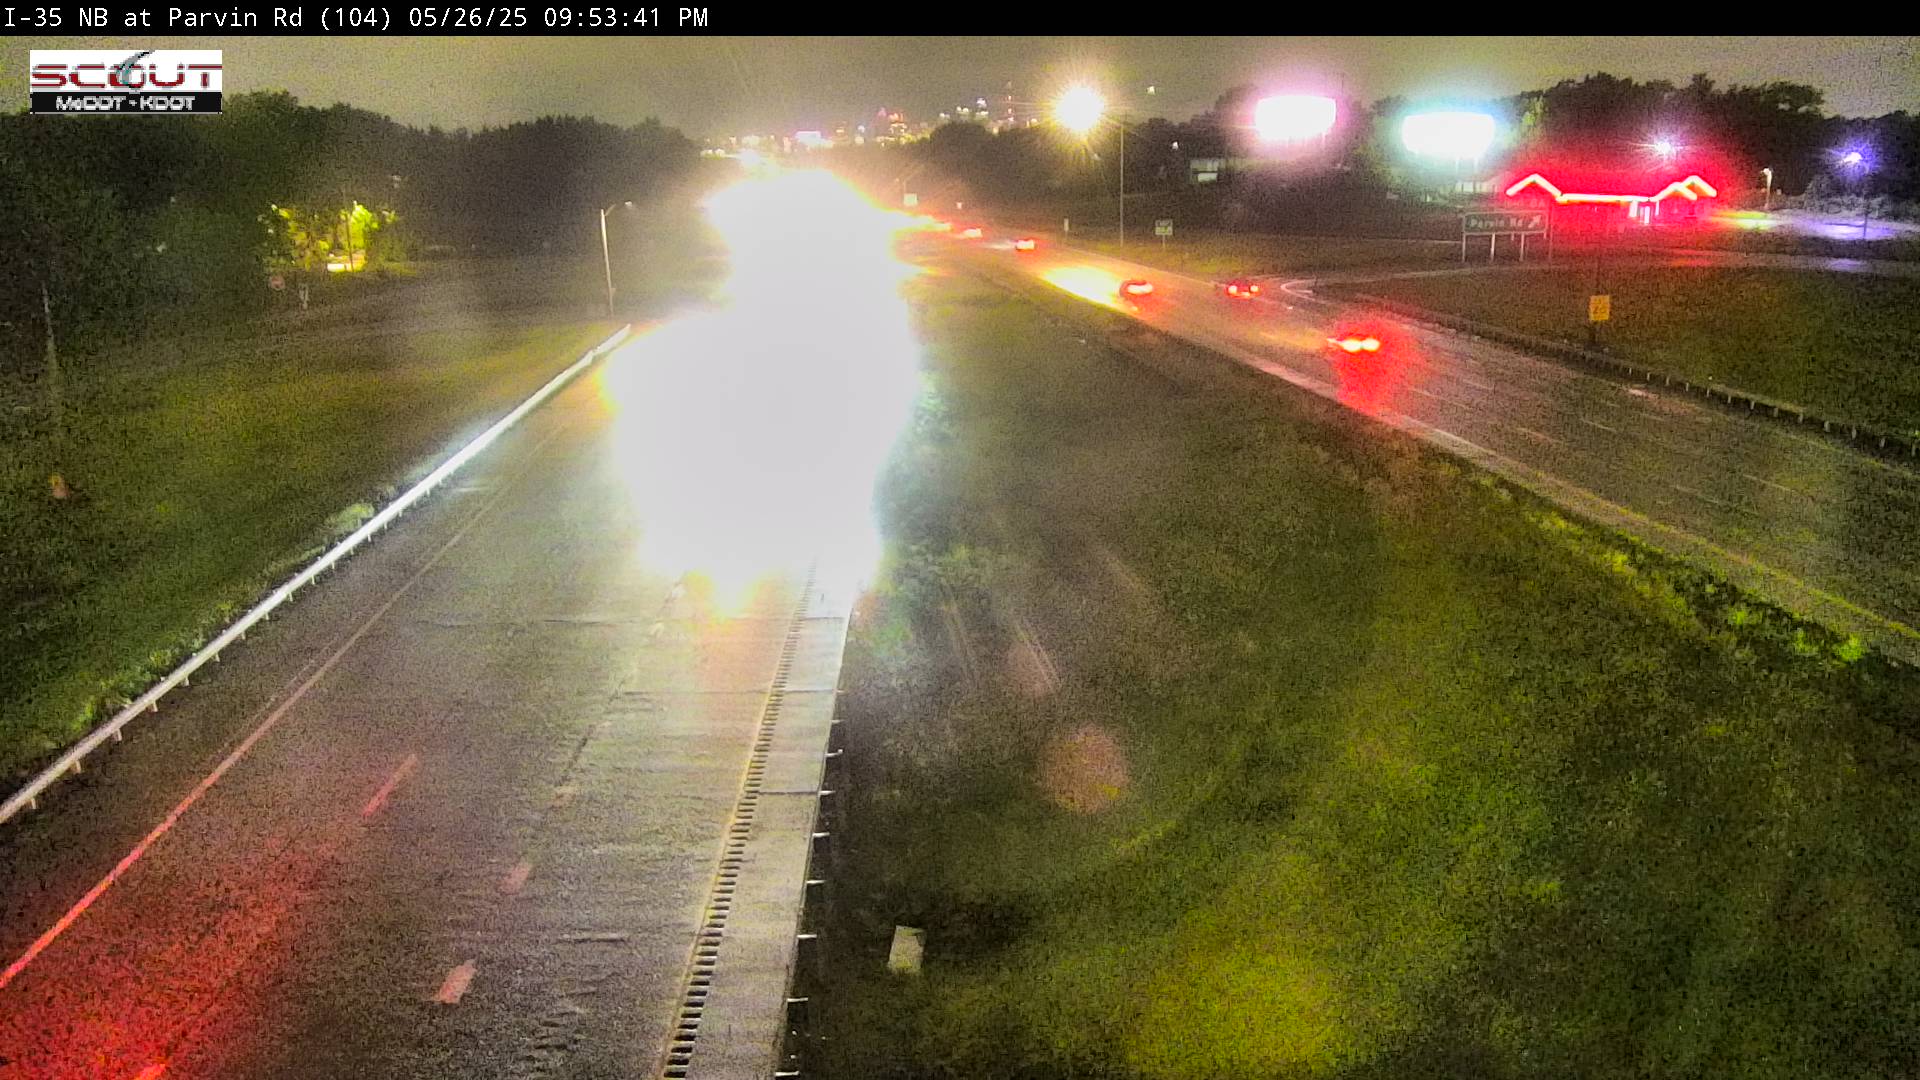 I-35 NB at Parvin Rd (104) 05/26/25 09:53:41 PM
SCOUT
MoDOT - KDOT
Parvin Rd